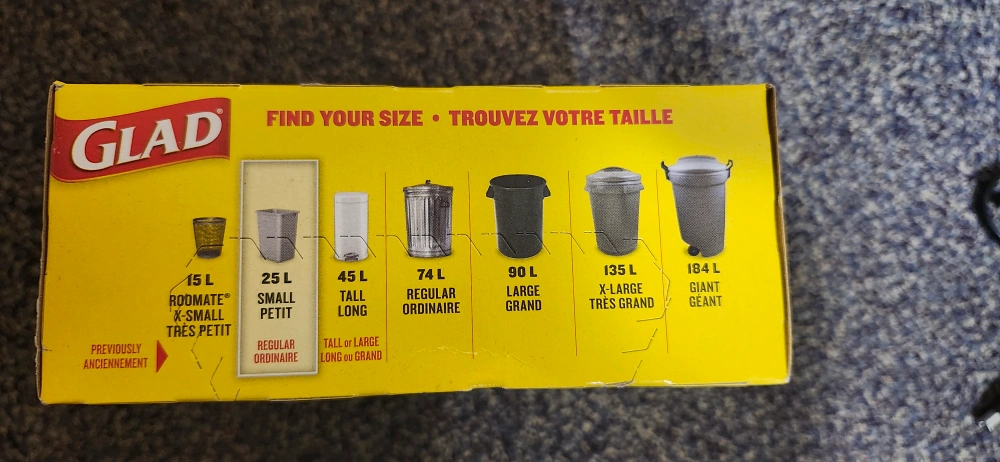 GLAD®
FIND YOUR SIZE • TROUVEZ VOTRE TAILLE
15 L
ROOMATE®
X-SMALL
TRÈS PETIT
25 L
SMALL
PETIT
REGULAR
ORDINAIRE
45 L
TALL
LONG
TALL or LARGE
LONG ou GRAND
74 L
REGULAR
ORDINAIRE
90 L
LARGE
GRAND
135 L
X-LARGE
TRÈS GRAND
184 L
GIANT
GÉANT
PREVIOUSLY
ANCIENNEMENT